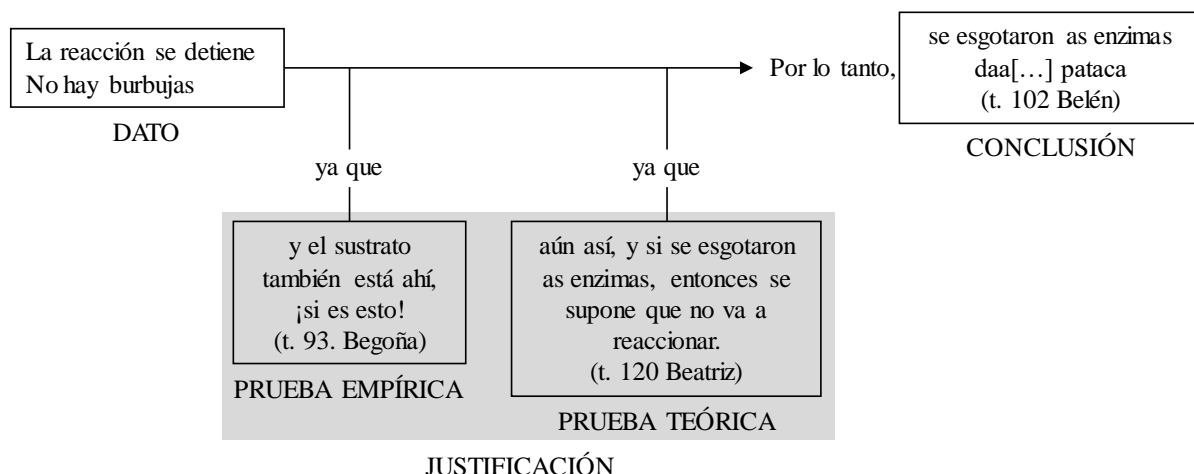 La reacción se detiene
No hay burbujas
DATO
Por lo tanto,
se esgotaron as enzimas
daa[…] pataca
(t. 102 Belén)
CONCLUSIÓN
ya que
ya que
y el sustrato
también está ahí,
¡si es esto!
(t. 93. Begoña)
PRUEBA EMPÍRICA
aún así, y si se esgotaron
as enzimas, entonces se
supone que no va a
reaccionar.
(t. 120 Beatriz)
PRUEBA TEÓRICA
JUSTIFICACIÓN